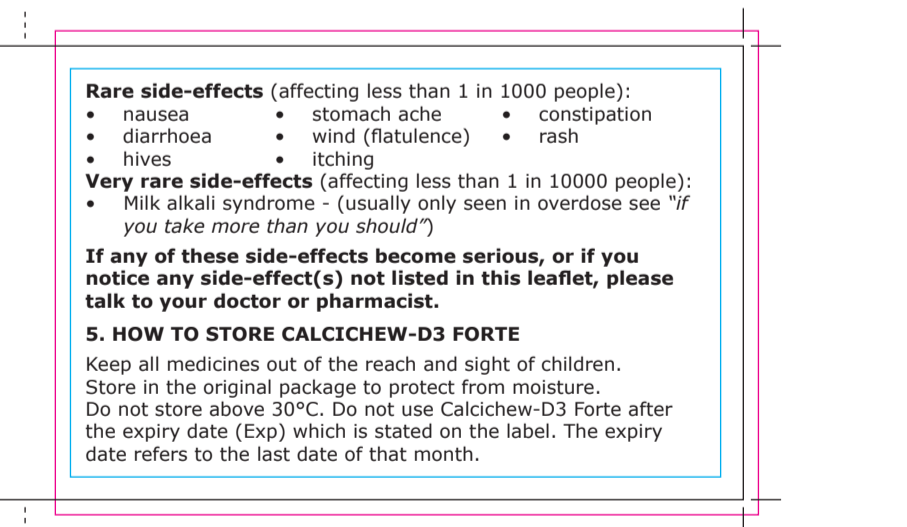 Rare side-effects (affecting less than 1 in 1000 people):
• nausea • stomach ache • constipation
• diarrhoea • wind (flatulence) • rash
• hives • itching
Very rare side-effects (affecting less than 1 in 10000 people):
• Milk alkali syndrome - (usually only seen in overdose see “if
you take more than you should”)
If any of these side-effects become serious, or if you
notice any side-effect(s) not listed in this leaflet, please
talk to your doctor or pharmacist.
5. HOW TO STORE CALCICHEW-D3 FORTE
Keep all medicines out of the reach and sight of children.
Store in the original package to protect from moisture.
Do not store above 30°C. Do not use Calcichew-D3 Forte after
the expiry date (Exp) which is stated on the label. The expiry
date refers to the last date of that month.